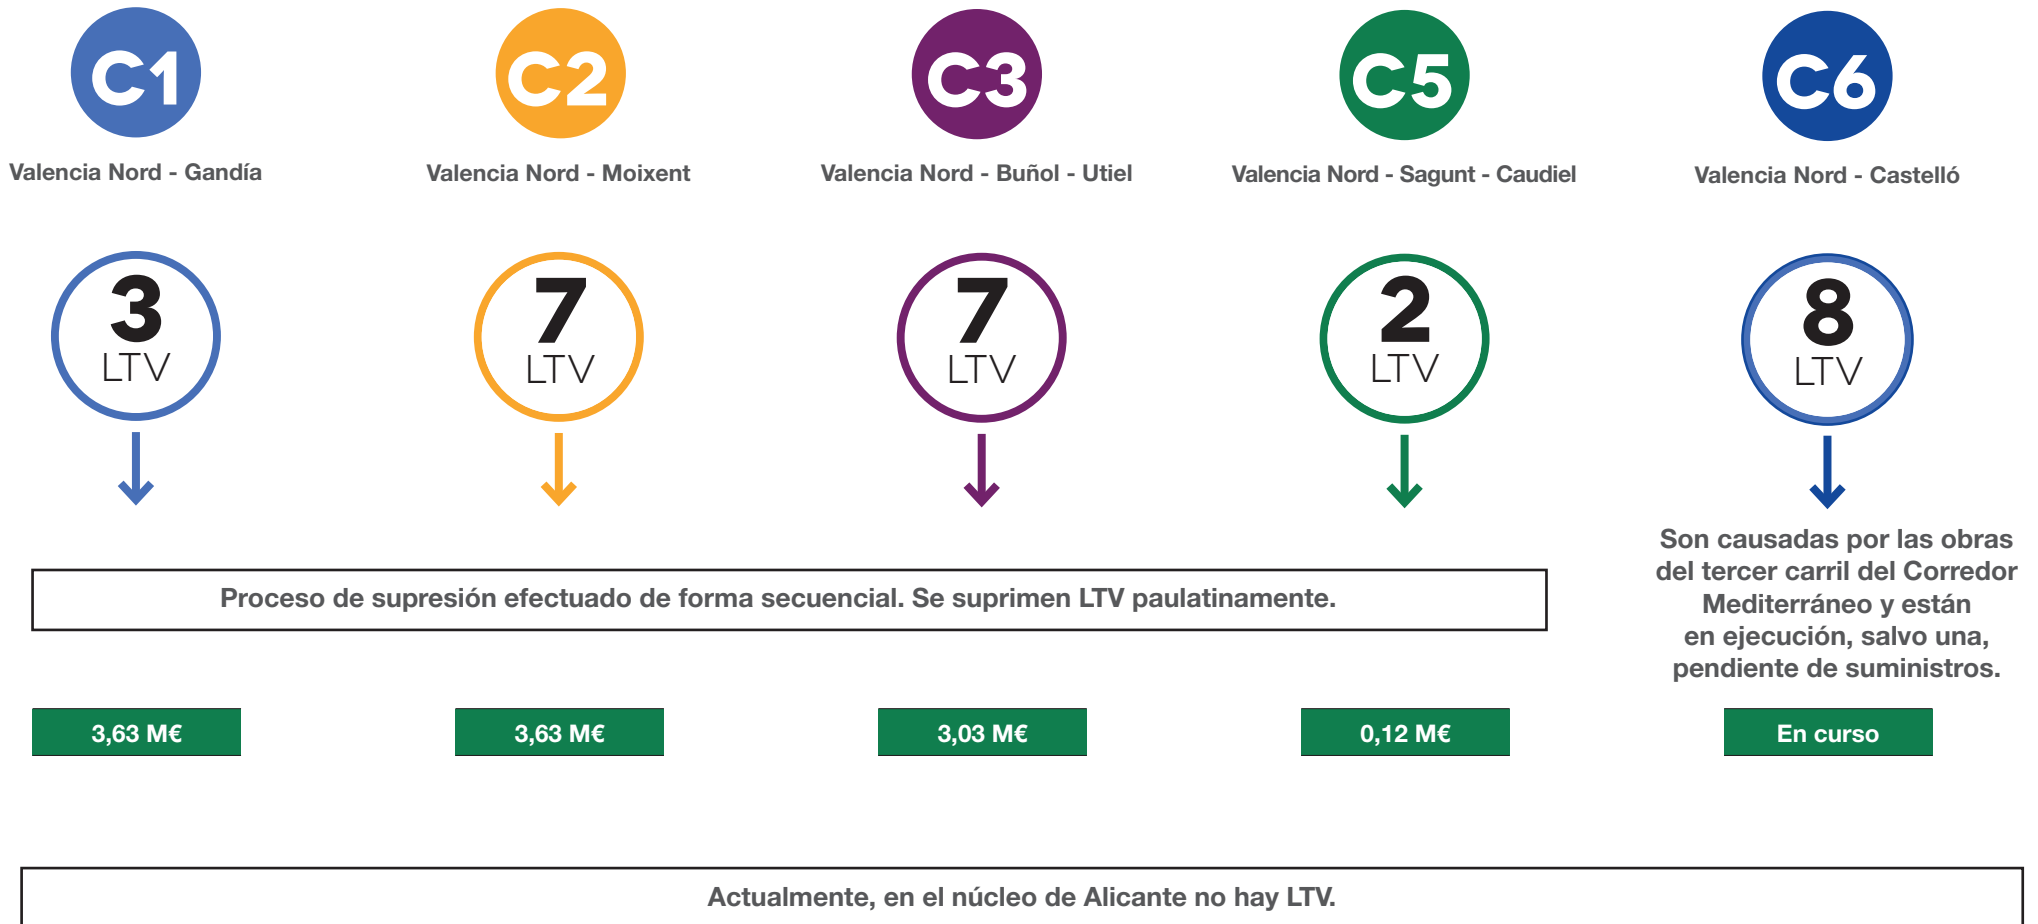 C1
C2
C3
C5
C6
Valencia Nord - Gandía
Valencia Nord - Moixent
Valencia Nord - Buñol - Utiel
Valencia Nord - Sagunt - Caudiel
Valencia Nord - Castelló
3
LTV
7
LTV
7
LTV
2
LTV
8
LTV
Proceso de supresión efectuado de forma secuencial. Se suprimen LTV paulatinamente.
Son causadas por las obras
del tercer carril del Corredor
Mediterráneo y están
en ejecución, salvo una,
pendiente de suministros.
3,63 M€
3,63 M€
3,03 M€
0,12 M€
En curso
Actualmente, en el núcleo de Alicante no hay LTV.